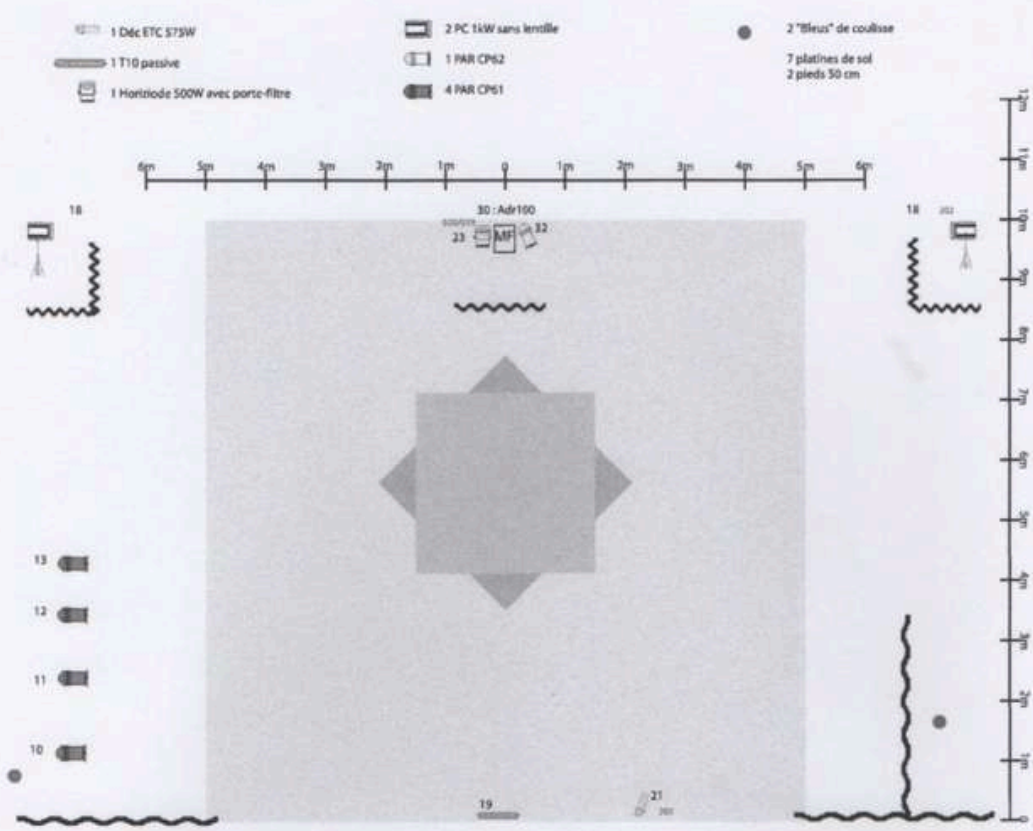 1 Déc ETC 575W
1 T10 passive
1 Horiziode 500W avec porte-filtre
2 PC 1kW sans lentille
1 PAR CP62
4 PAR CP61
2 "Bleus" de coulisse
7 platines de sol
2 pieds 50 cm
6m 5m 4m 3m 2m 1m 0 1m 2m 3m 4m 5m 6m
12m
11m
10m
9m
8m
7m
6m
5m
4m
3m
2m
1m
0
18
30 : Adr100
23
MF
32
18
202
13
12
11
10
19
21